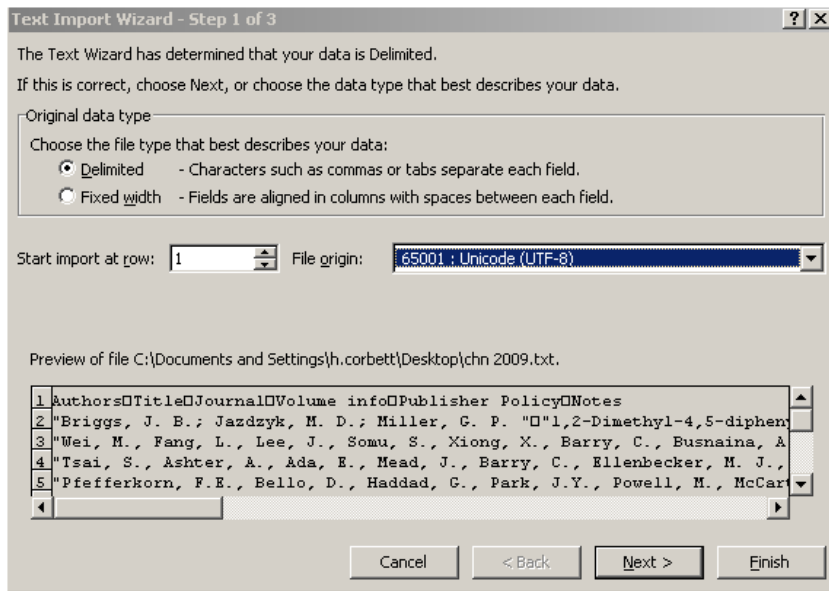 Text Import Wizard - Step 1 of 3
The Text Wizard has determined that your data is Delimited.
If this is correct, choose Next, or choose the data type that best describes your data.
Original data type
Choose the file type that best describes your data:
Delimited - Characters such as commas or tabs separate each field.
Fixed width - Fields are aligned in columns with spaces between each field.
Start import at row: 1 File origin: 65001 : Unicode (UTF-8)
Preview of file C:\Documents and Settings\h.corbett\Desktop\chn 2009.txt.
1 Authors□Title□Journal□Volume info□Publisher Policy□Notes
2 "Briggs, J. B.; Jazdzyk, M. D.; Miller, G. P. "□"1,2-Dimethyl-4,5-dipheny
3 "Wei, M., Fang, L., Lee, J., Somu, S., Xiong, X., Barry, C., Busnaina, A
4 "Tsai, S., Ashter, A., Ada, E., Mead, J., Barry, C., Ellenbecker, M. J.,
5 "Pfefferkorn, F.E., Bello, D., Haddad, G., Park, J.Y., Powell, M., McCart
Cancel < Back Next > Finish